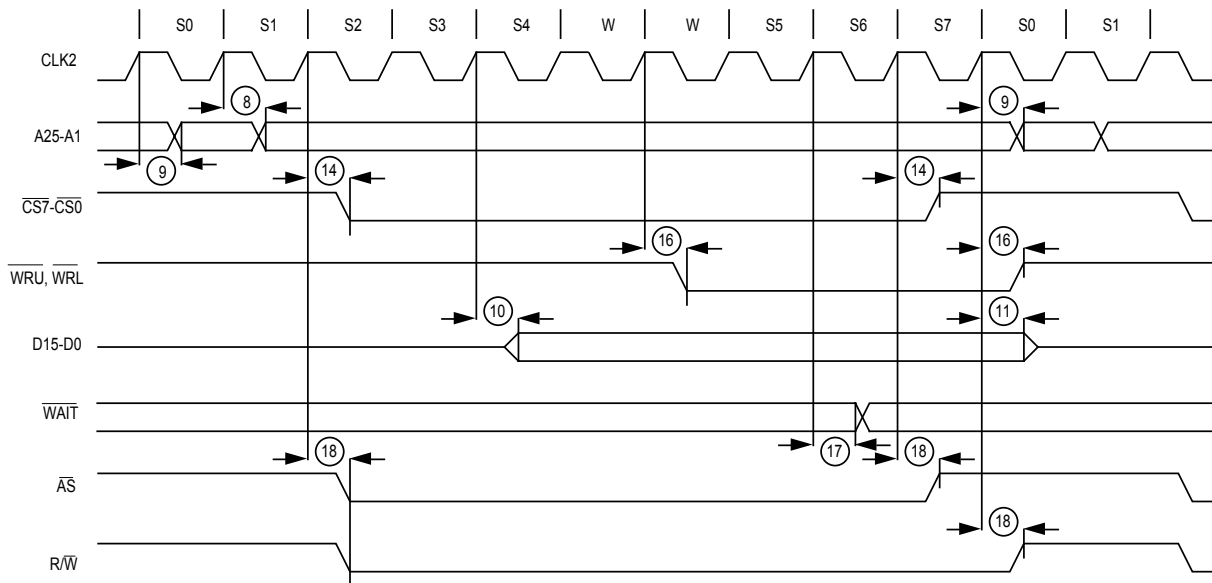 S0 S1 S2 S3 S4 W W S5 S6 S7 S0 S1
CLK2
8 9
A25-A1
9 14 14
CS7-CS0
16 16
WRU, WRL
10 11
D15-D0
WAIT
18 17 18
AS
18
R/W